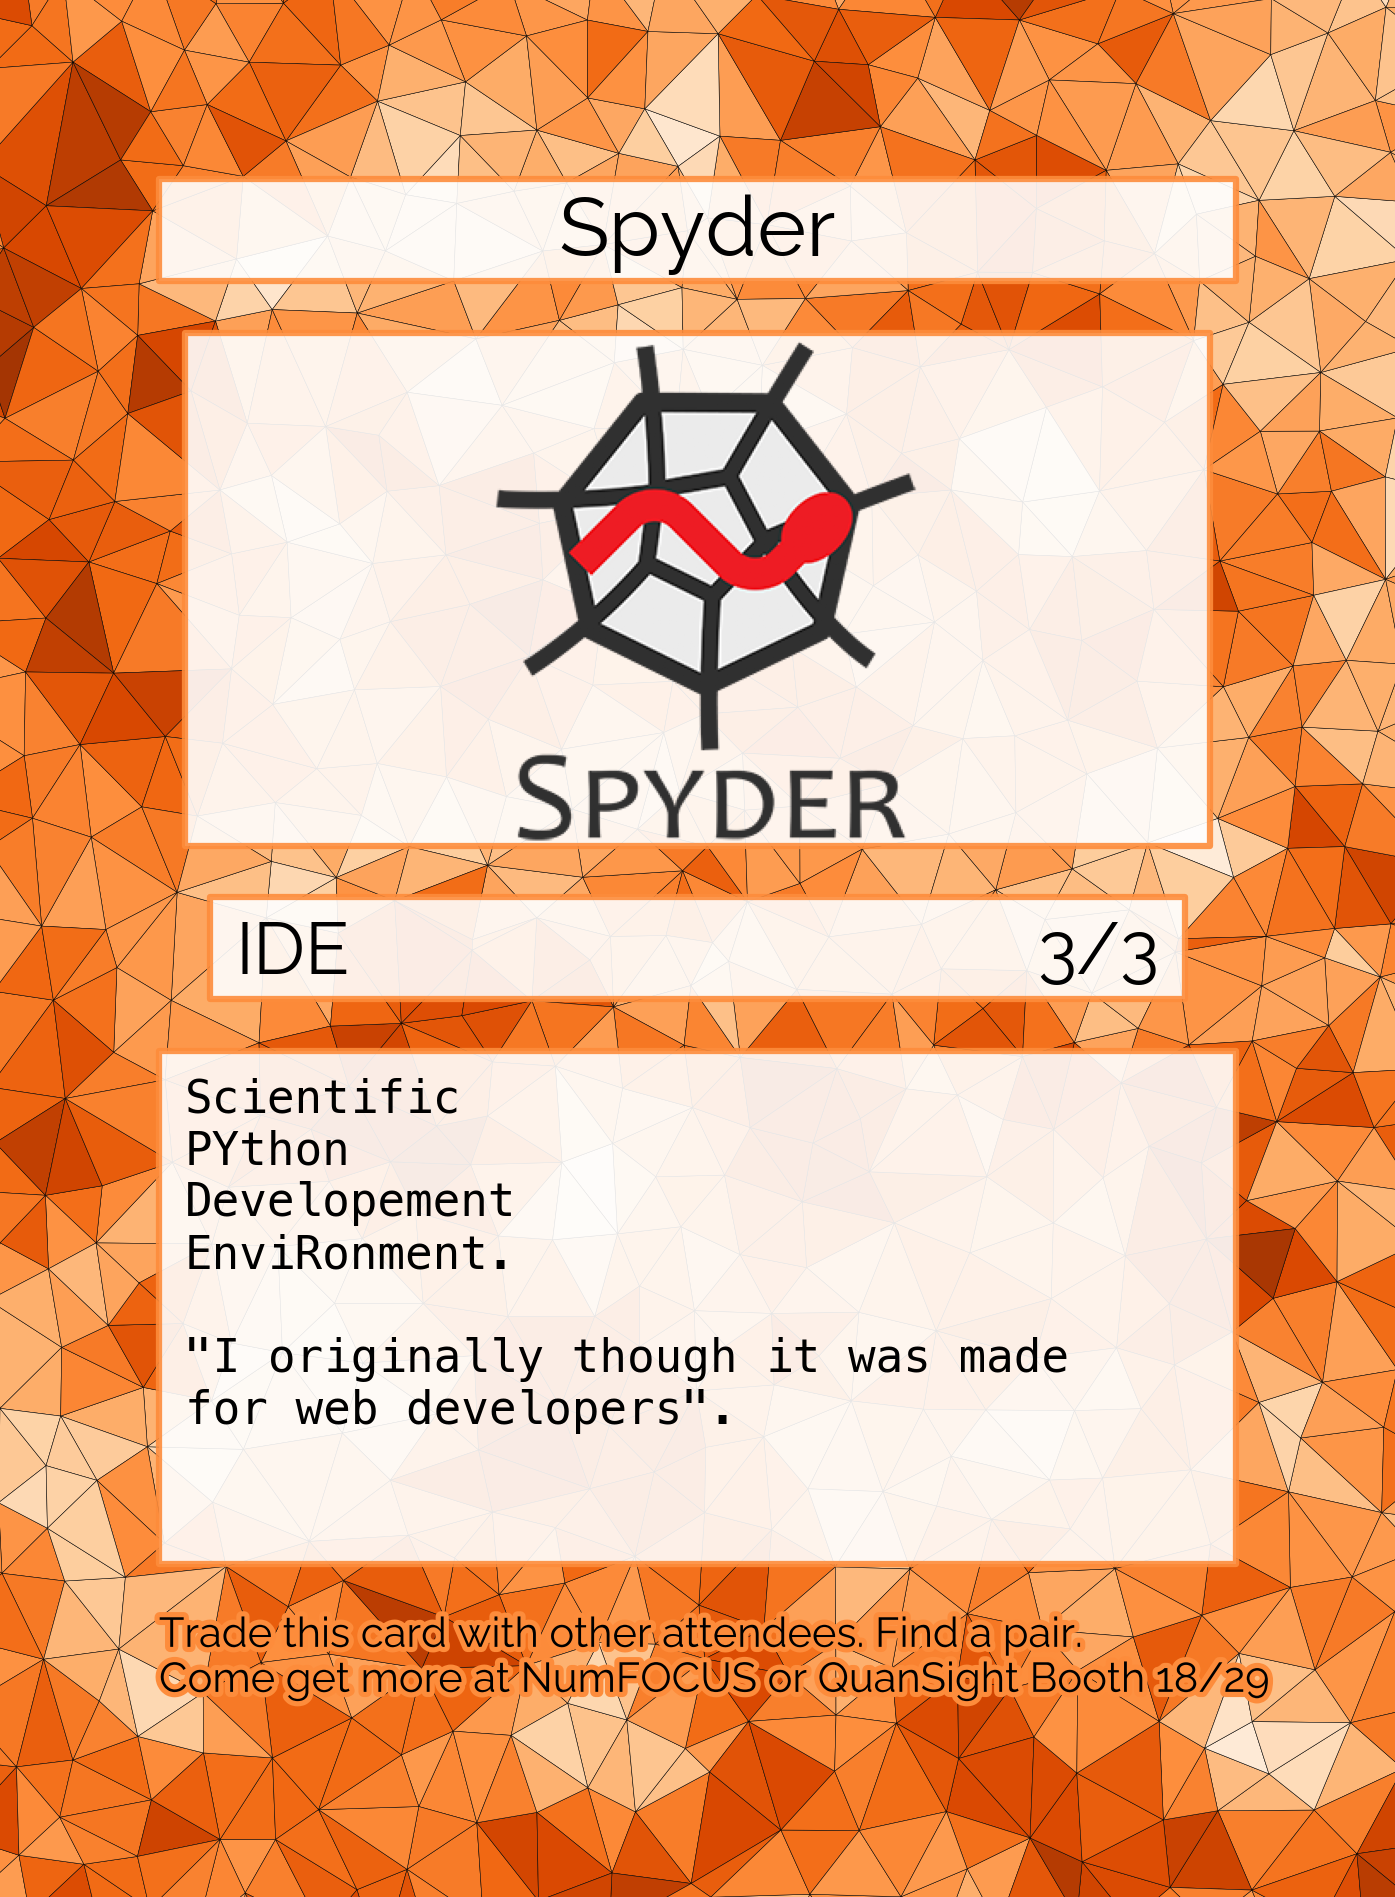 Spyder
SPYDER
IDE 3/3
Scientific
PYthon
Developement
EnviRonment.
"I originally though it was made
for web developers".
Trade this card with other attendees. Find a pair.
Come get more at NumFOCUS or QuanSight Booth 18/29